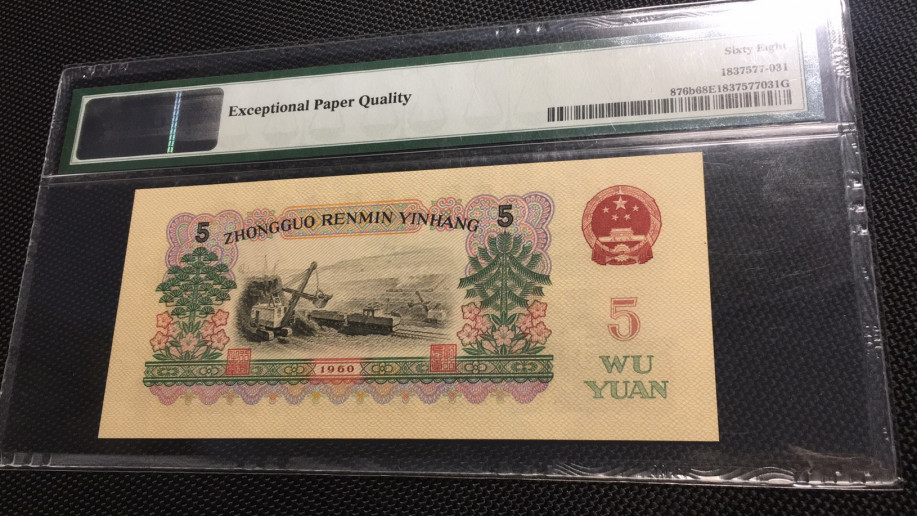 Sixty Eight
1837577-031
876b68E1837577031G
Exceptional Paper Quality
5 ZHONGGUO RENMIN YINHANG 5
5
WU
YUAN
1960